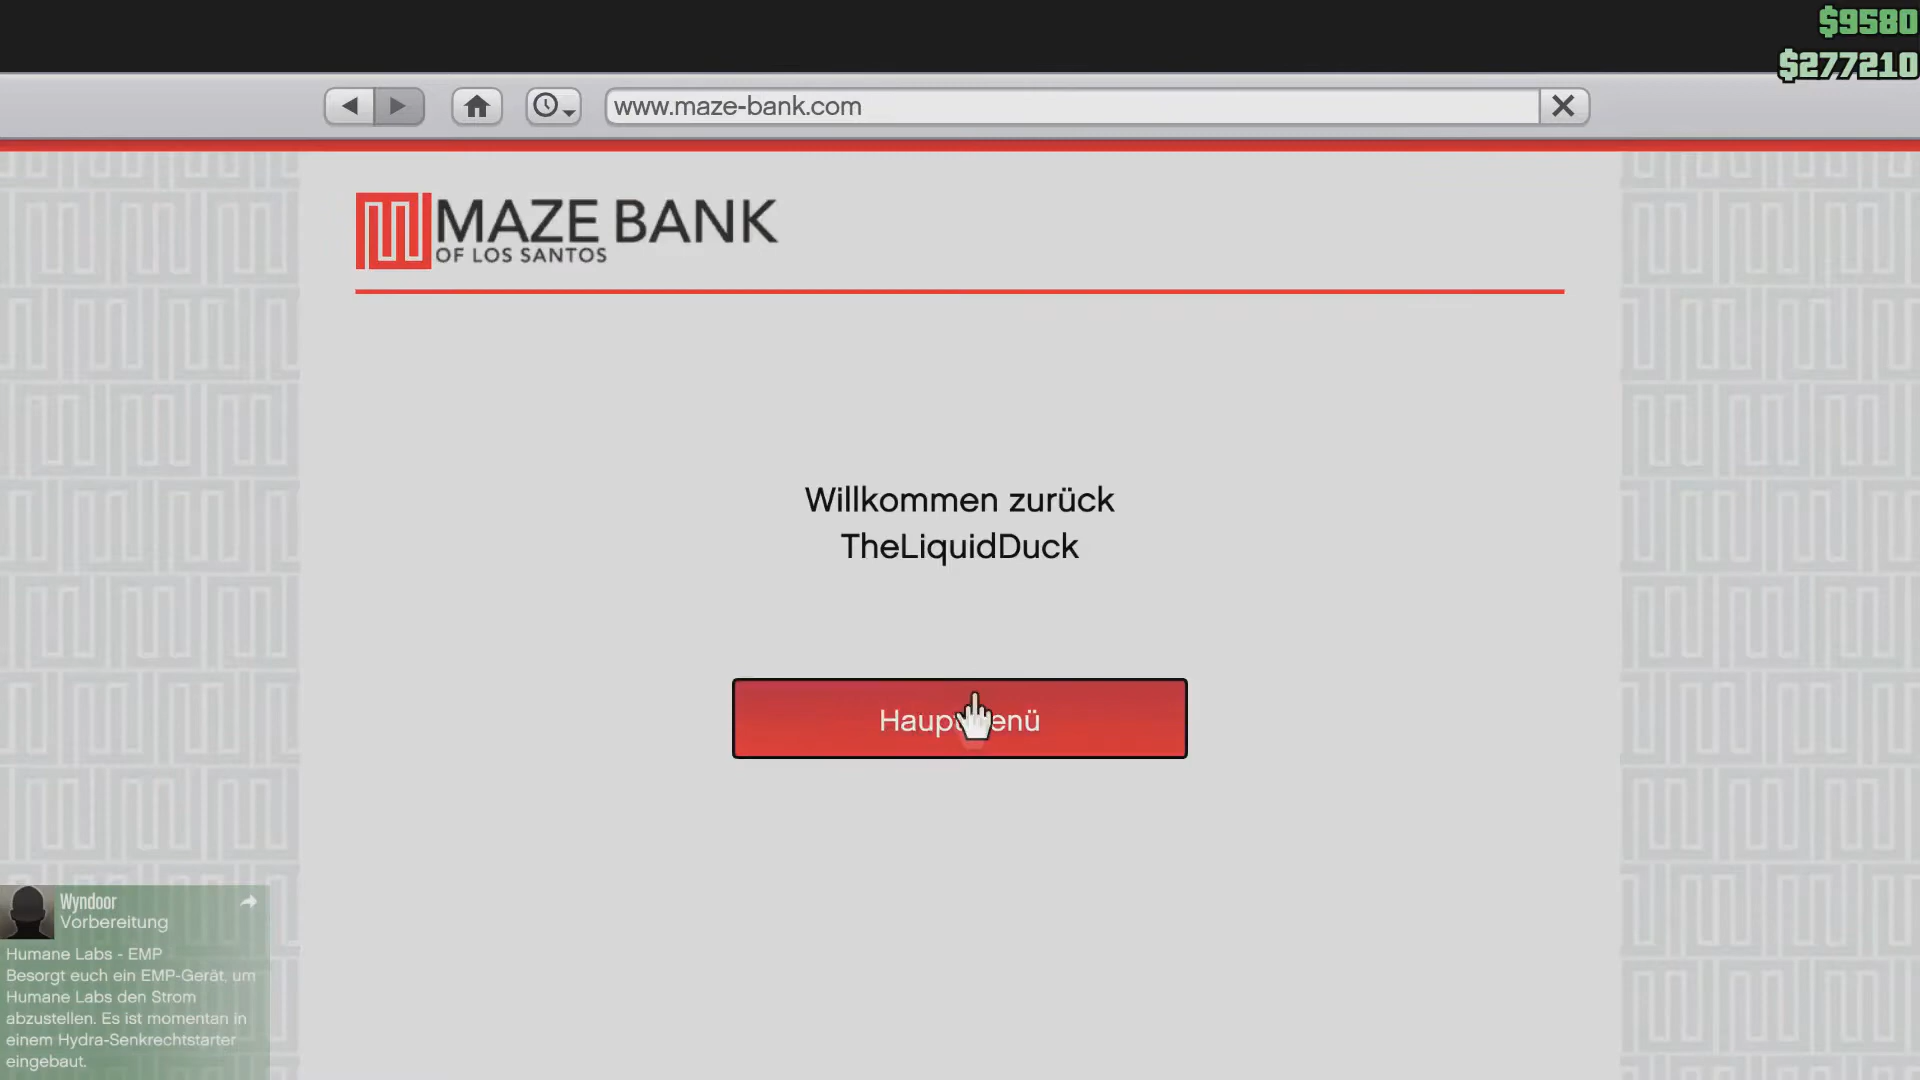 $9580
$277210
www.maze-bank.com
MAZE BANK
OF LOS SANTOS
Willkommen zurück
TheLiquidDuck
Hauptmenü
Wyndoor
Vorbereitung
Humane Labs - EMP
Besorgt euch ein EMP-Gerät, um
Humane Labs den Strom
abzustellen. Es ist momentan in
einem Hydra-Senkrechtstarter
eingebaut.